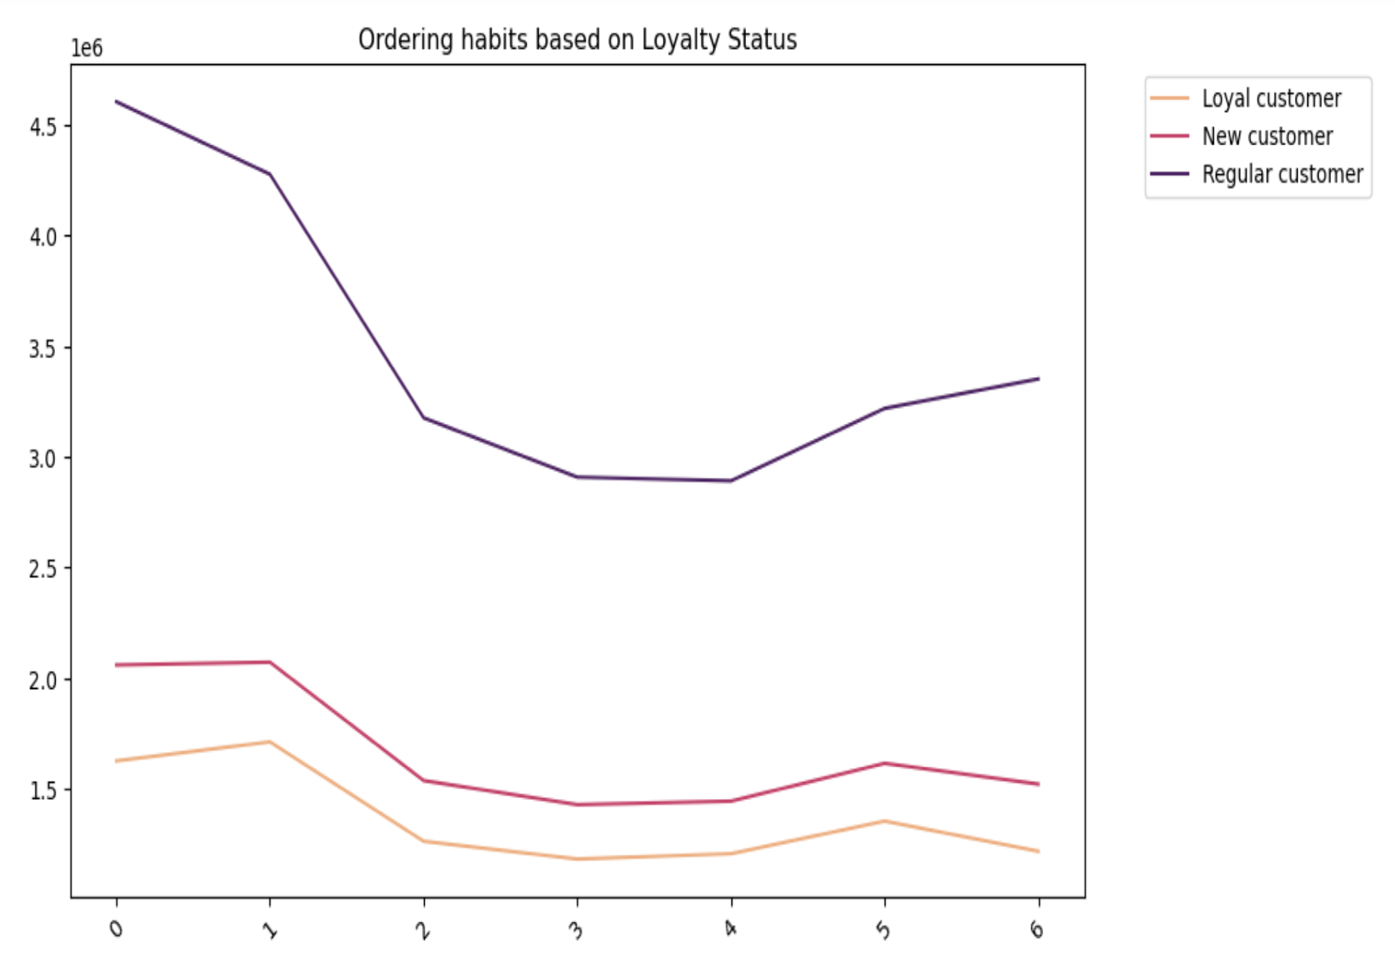 Ordering habits based on Loyalty Status
1e6
4.5
4.0
3.5
3.0
2.5
2.0
1.5
0
1
2
3
4
5
6
Loyal customer
New customer
Regular customer